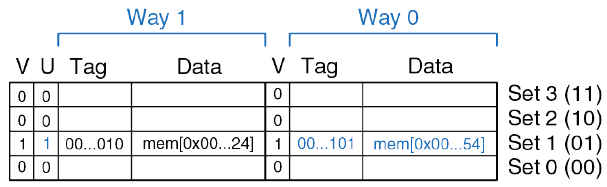 Way 1 Way 0
V U Tag Data V Tag Data
0 0 0 Set 3 (11)
0 0 0 Set 2 (10)
1 1 00...010 mem[0x00...24] 1 00...101 mem[0x00...54] Set 1 (01)
0 0 0 Set 0 (00)